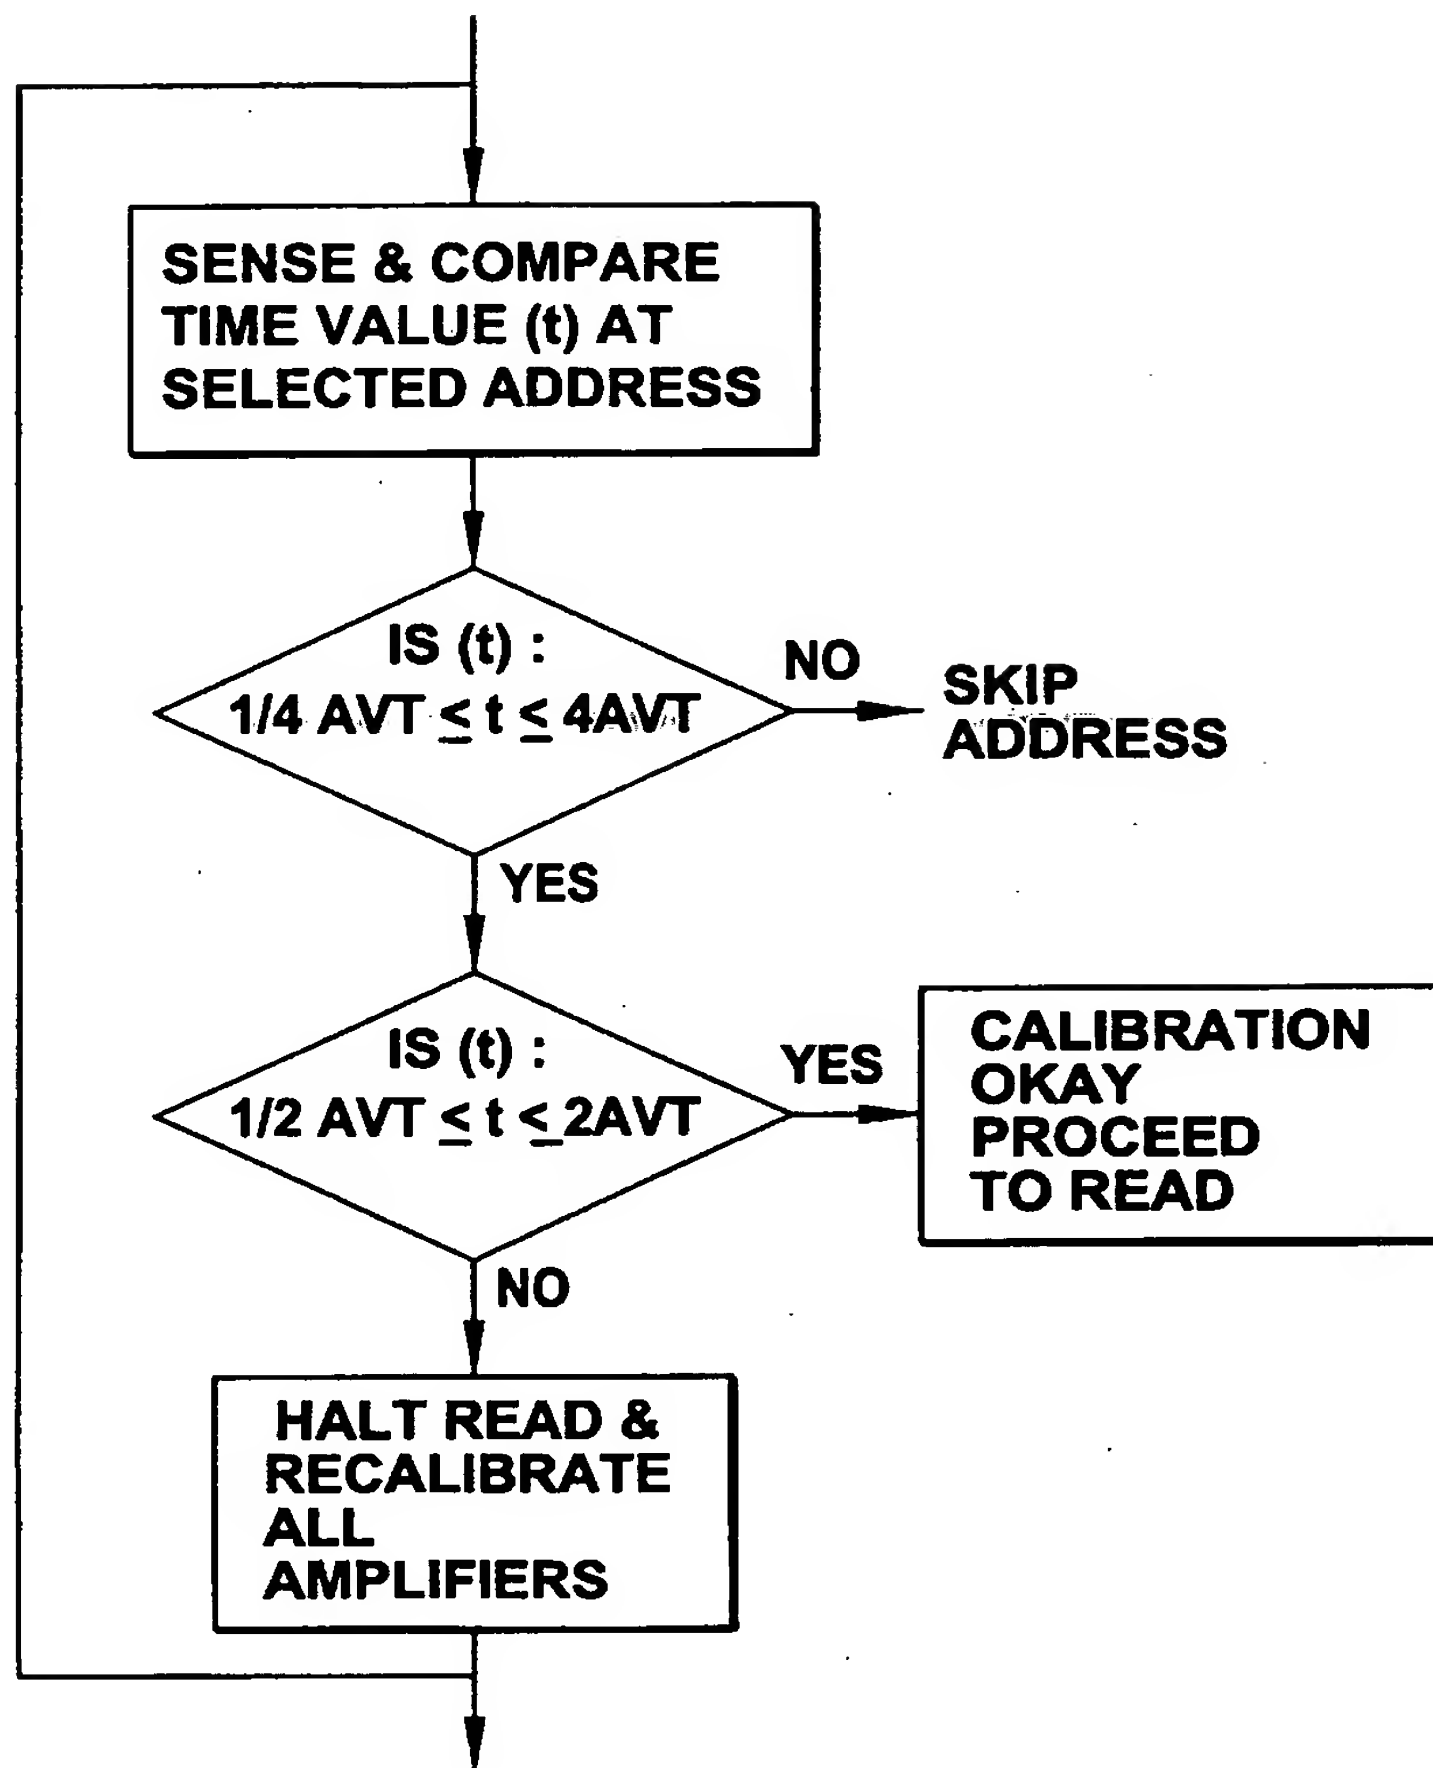 SENSE & COMPARE
TIME VALUE (t) AT
SELECTED ADDRESS
IS (t) :
1/4 AVT ≤ t ≤ 4AVT
NO
SKIP
ADDRESS
YES
IS (t) :
1/2 AVT ≤ t ≤ 2AVT
YES
CALIBRATION
OKAY
PROCEED
TO READ
NO
HALT READ &
RECALIBRATE
ALL
AMPLIFIERS